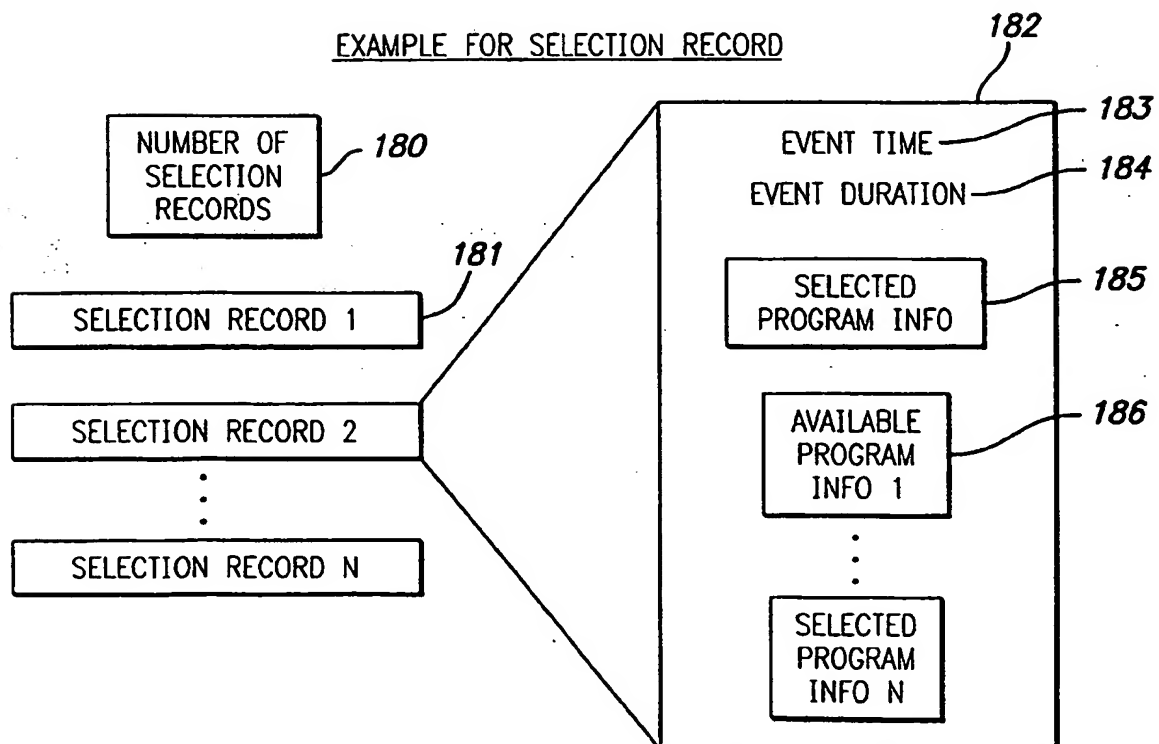 EXAMPLE FOR SELECTION RECORD
NUMBER OF
SELECTION
RECORDS
180
SELECTION RECORD 1
181
SELECTION RECORD 2
SELECTION RECORD N
182
EVENT TIME
183
EVENT DURATION
184
SELECTED
PROGRAM INFO
185
AVAILABLE
PROGRAM
INFO 1
186
SELECTED
PROGRAM
INFO N